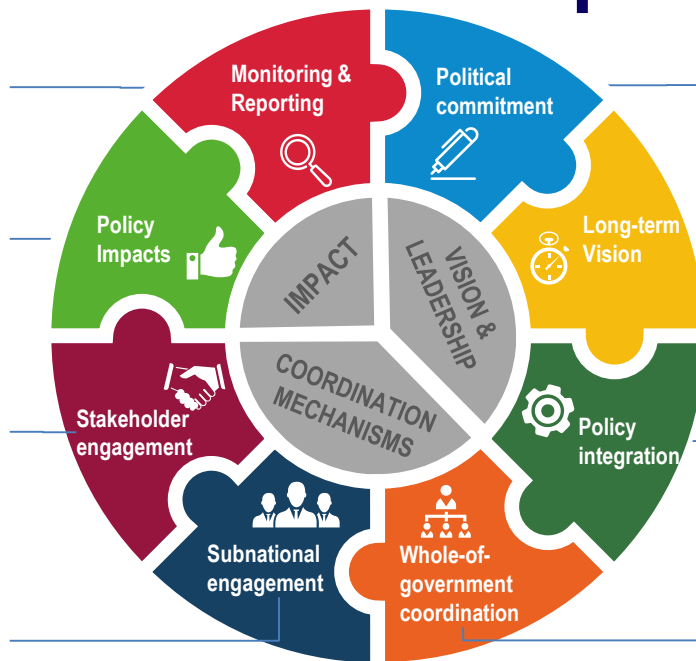 Monitoring &
Reporting
Political
commitment
Policy
Impacts
Long-term
Vision
IMPACT
VISION &
LEADERSHIP
COORDINATION
MECHANISMS
Stakeholder
engagement
Policy
integration
Subnational
engagement
Whole-of-
government
coordination